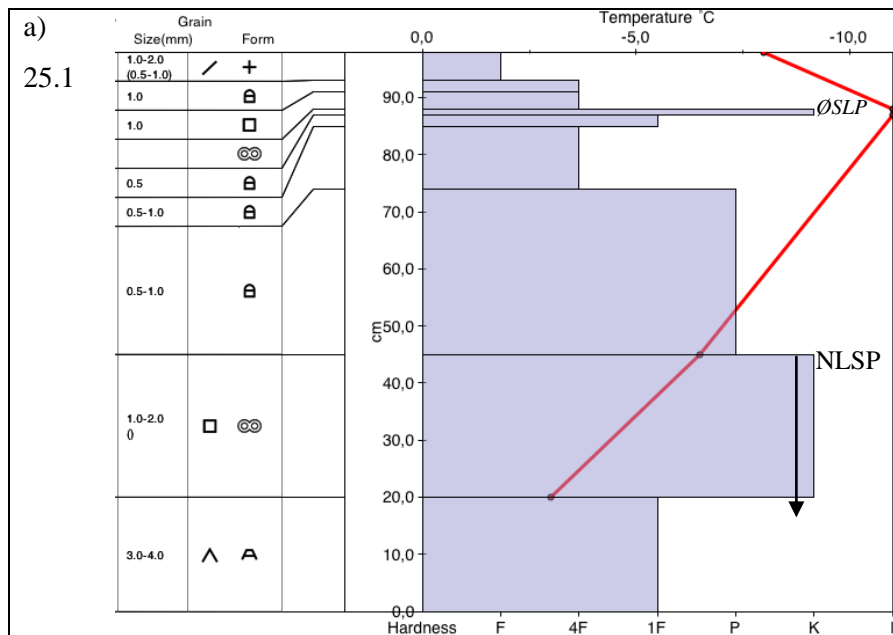 a)
25.1
Grain
Size(mm) Form
Temperature °C
0,0 -5,0 -10,0
1.0-2.0
(0.5-1.0)
1.0
90,0
ØSLP
1.0
80,0
0.5
0.5-1.0
70,0
60,0
0.5-1.0
50,0
cm
NLSP
40,0
1.0-2.0
()
30,0
20,0
3.0-4.0
10,0
0,0
Hardness F 4F 1F P K I